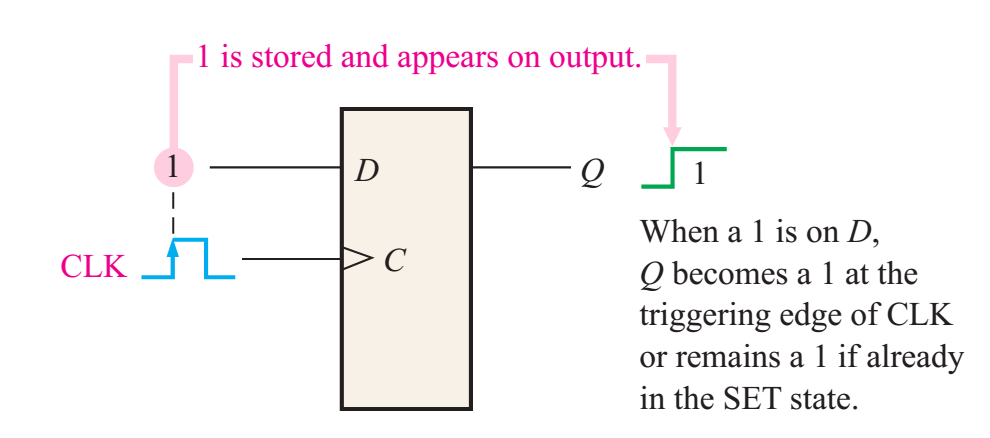 1 is stored and appears on output.
1
D
Q
1
CLK
C
When a 1 is on D,
Q becomes a 1 at the
triggering edge of CLK
or remains a 1 if already
in the SET state.